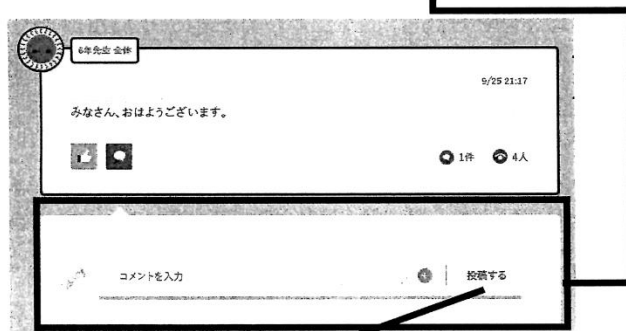 6年先生 全体
9/25 21:17
みなさん、おはようございます。
1件 4人
コメントを入力
投稿する